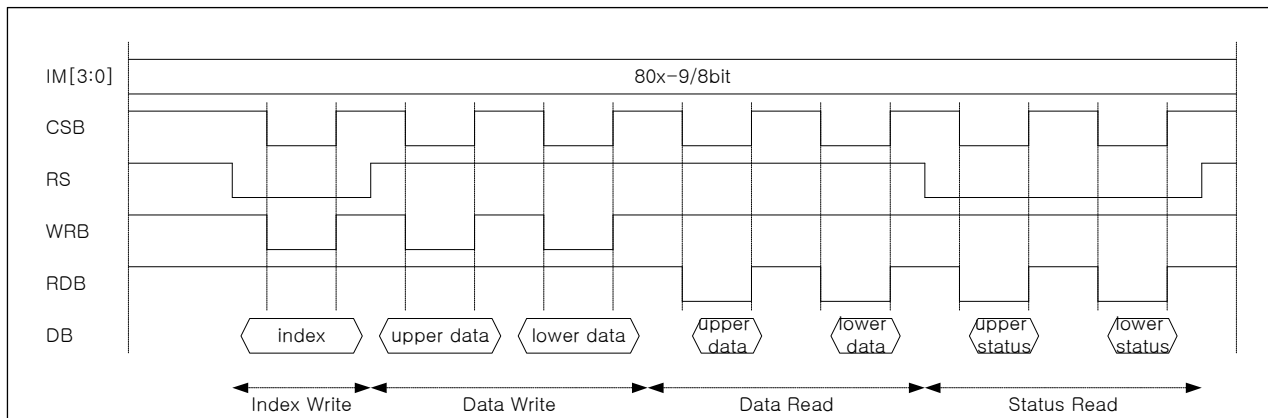 IM[3:0]
80x-9/8bit
CSB
RS
WRB
RDB
DB
index
upper data
lower data
upper
data
lower
data
upper
status
lower
status
Index Write
Data Write
Data Read
Status Read